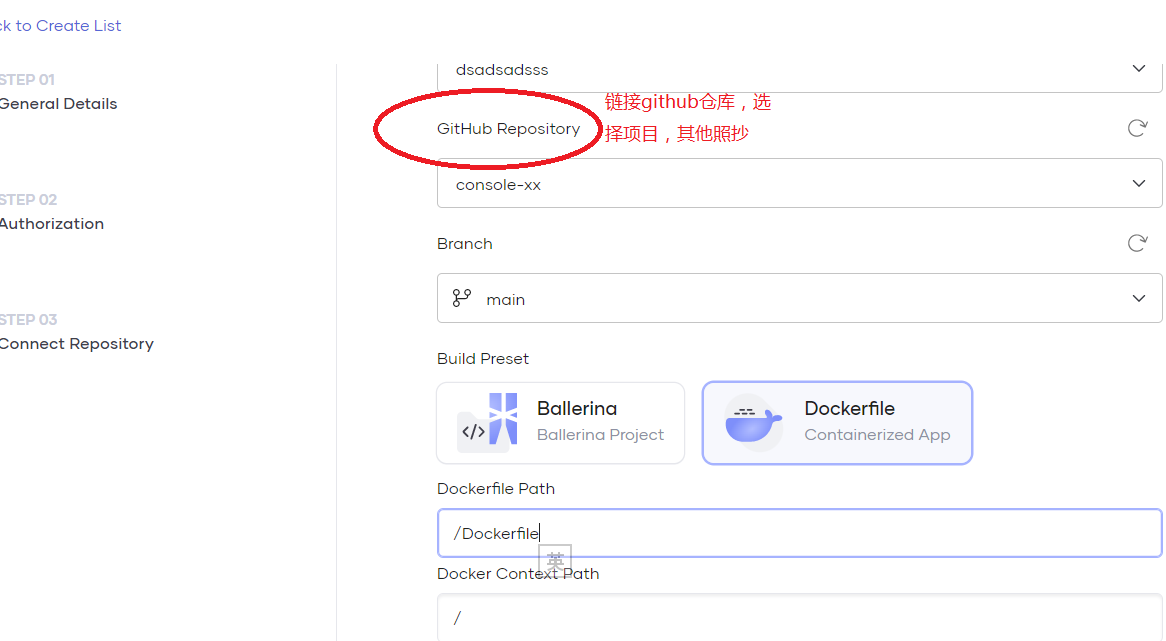 ck to Create List
STEP 01
General Details
STEP 02
Authorization
STEP 03
Connect Repository
dsadsadsss
GitHub Repository
链接github仓库，选
择项目，其他照抄
console-xx
Branch
main
Build Preset
</>
Ballerina
Ballerina Project
Dockerfile
Containerized App
Dockerfile Path
/Dockerfile
英
Docker Context Path
/